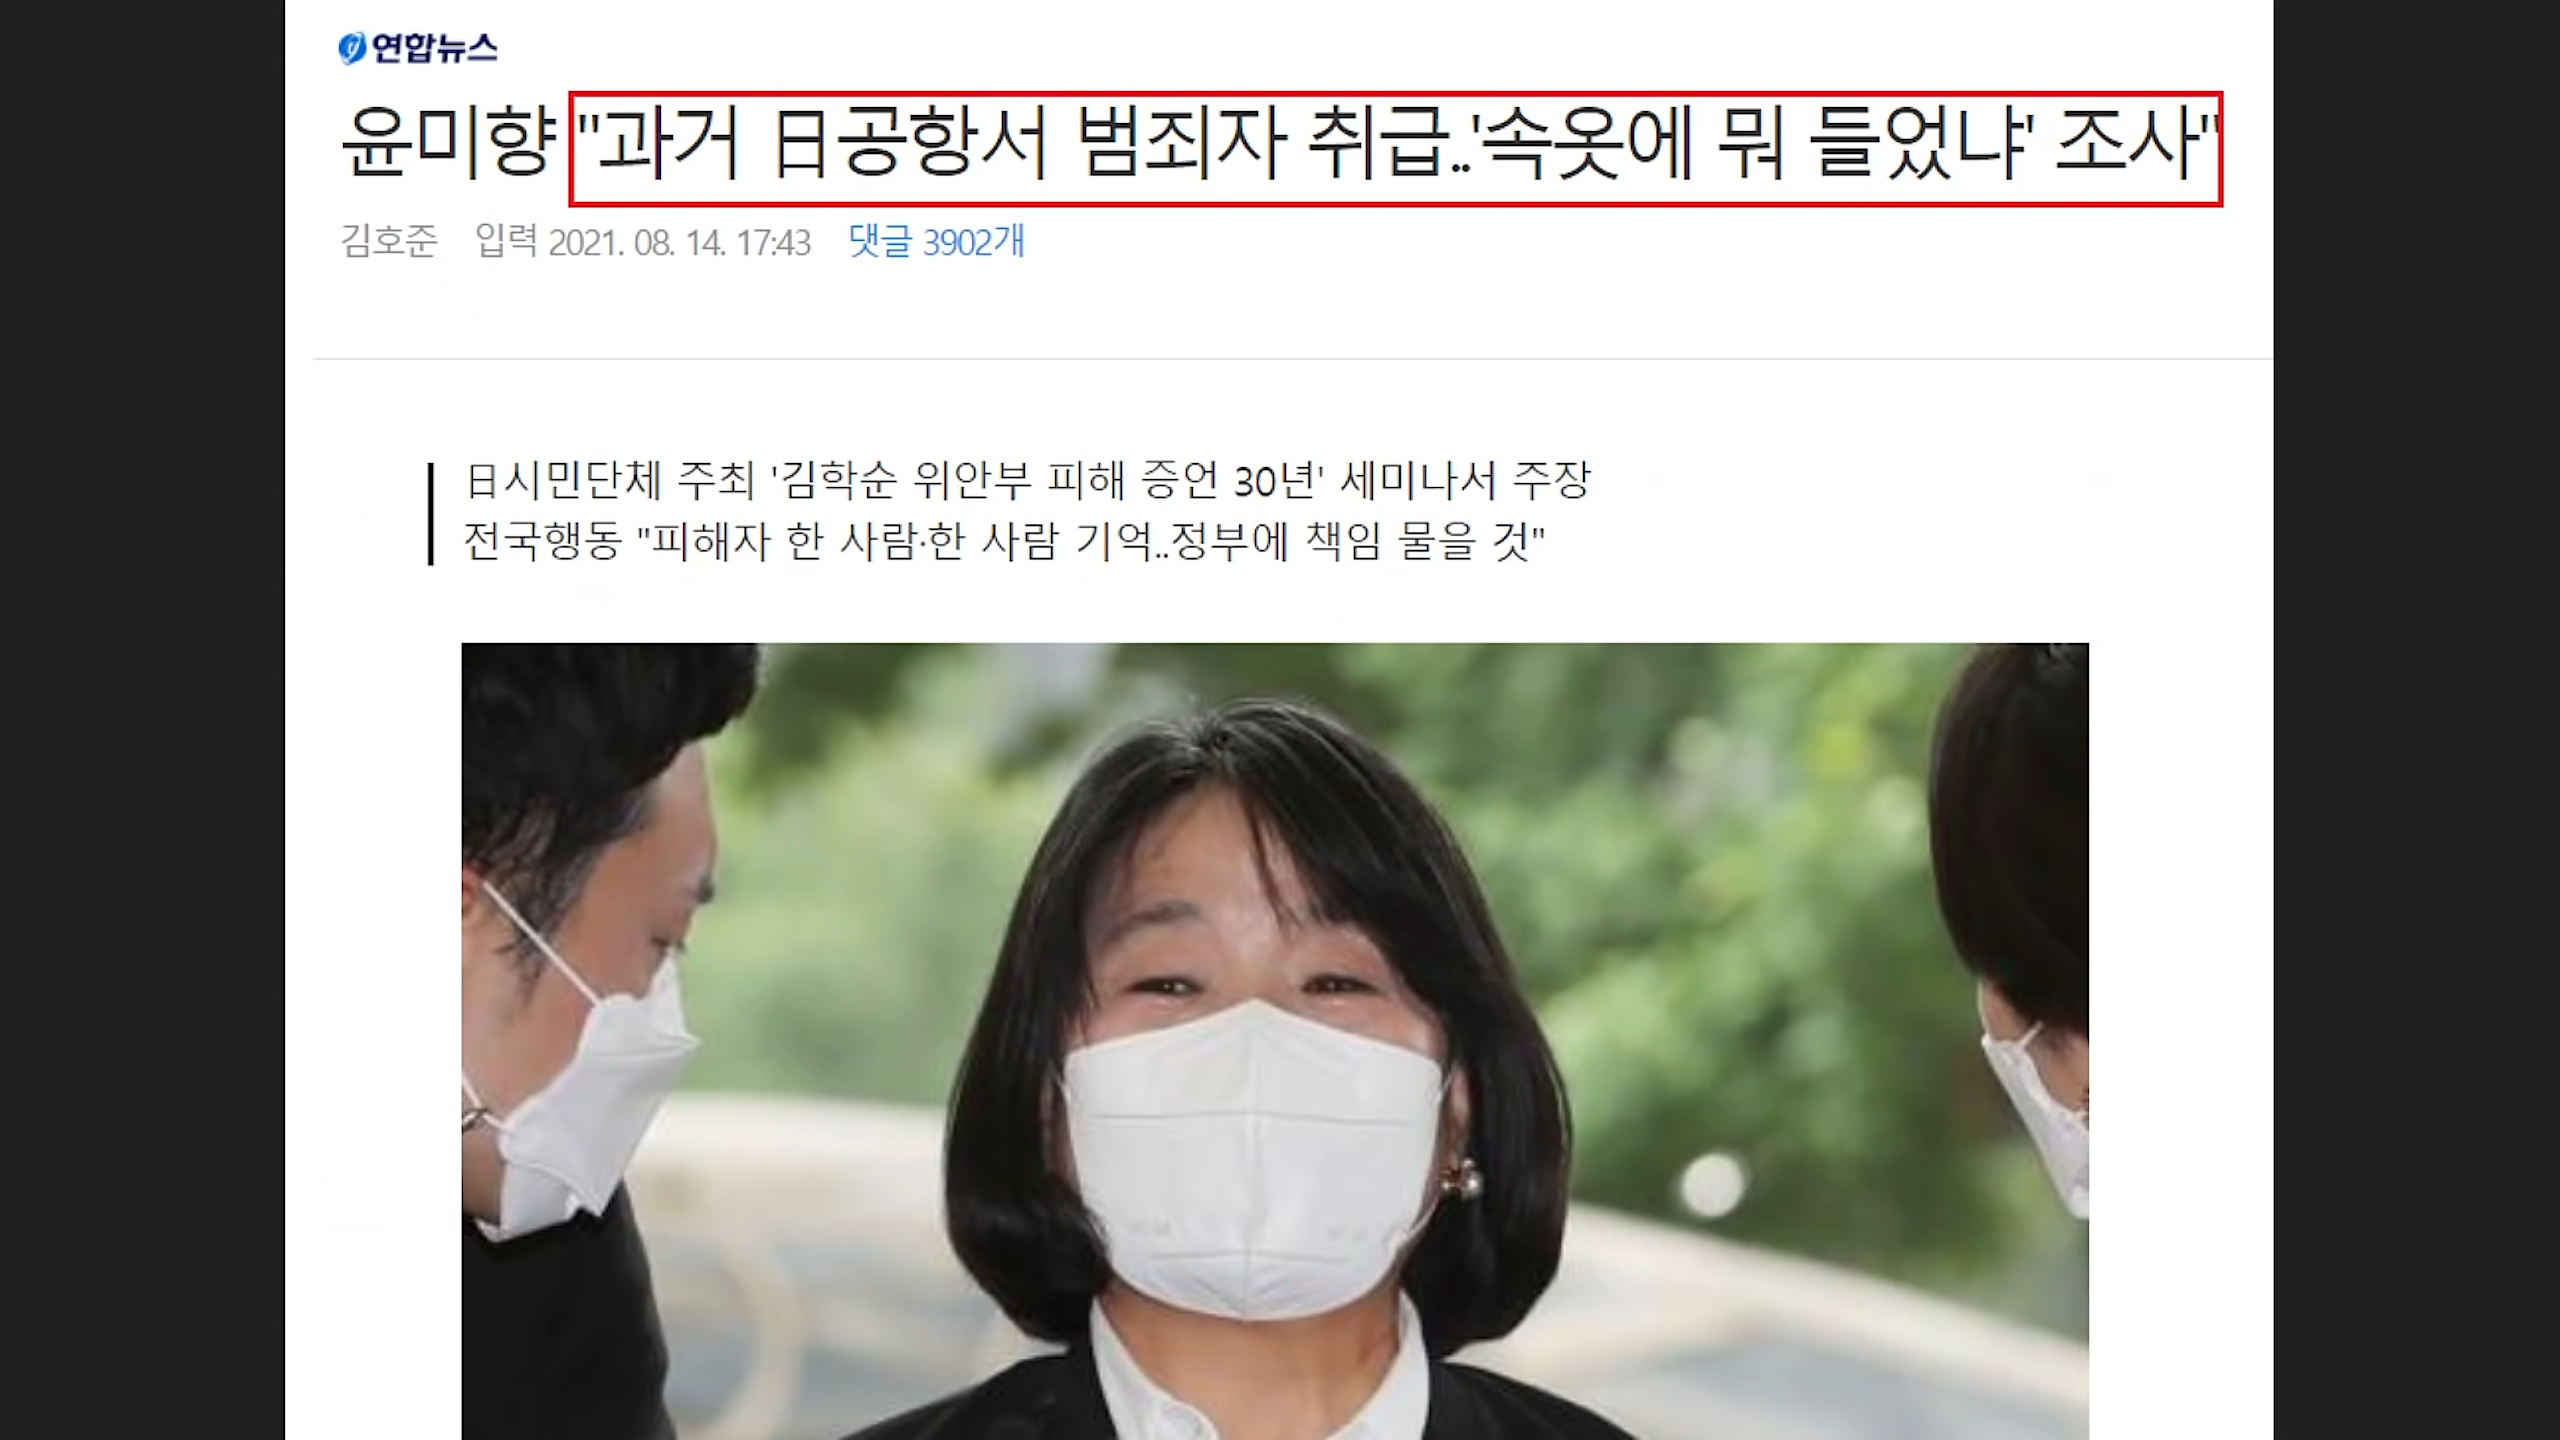 연합뉴스
윤미향 "과거 日공항서 범죄자 취급..'속옷에 뭐 들었냐' 조사"
김호준 입력 2021. 08. 14. 17:43 댓글 3902개
日시민단체 주최 '김학순 위안부 피해 증언 30년' 세미나서 주장
전국행동 "피해자 한 사람·한 사람 기억..정부에 책임 물을 것"